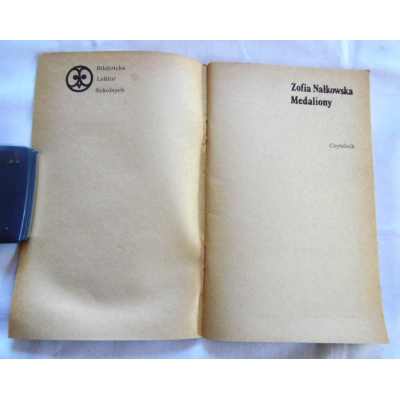 Biblioteka
Lektur
Szkolnych
Zofia Nałkowska
Medaliony
Czytelnik